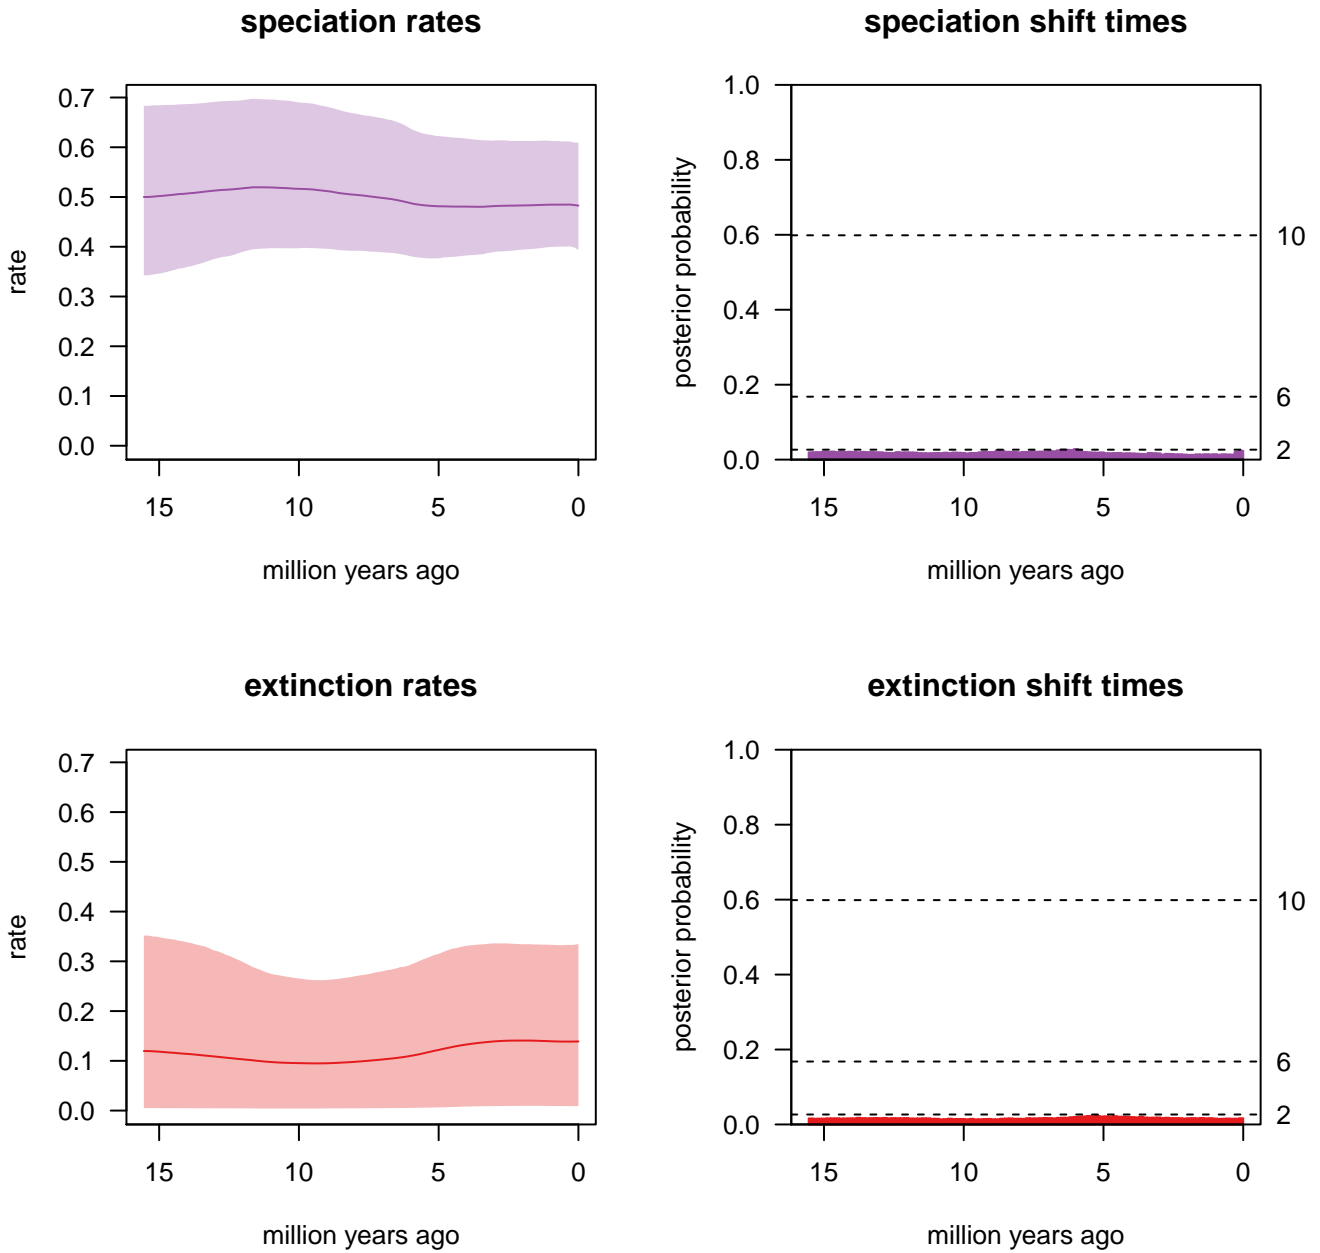 speciation rates
rate
0.7
0.6
0.5
0.4
0.3
0.2
0.1
0.0
15 10 5 0
million years ago
speciation shift times
posterior probability
1.0
0.8
0.6
0.4
0.2
0.0
10
6
2
15 10 5 0
million years ago
extinction rates
rate
0.7
0.6
0.5
0.4
0.3
0.2
0.1
0.0
15 10 5 0
million years ago
extinction shift times
posterior probability
1.0
0.8
0.6
0.4
0.2
0.0
10
6
2
15 10 5 0
million years ago